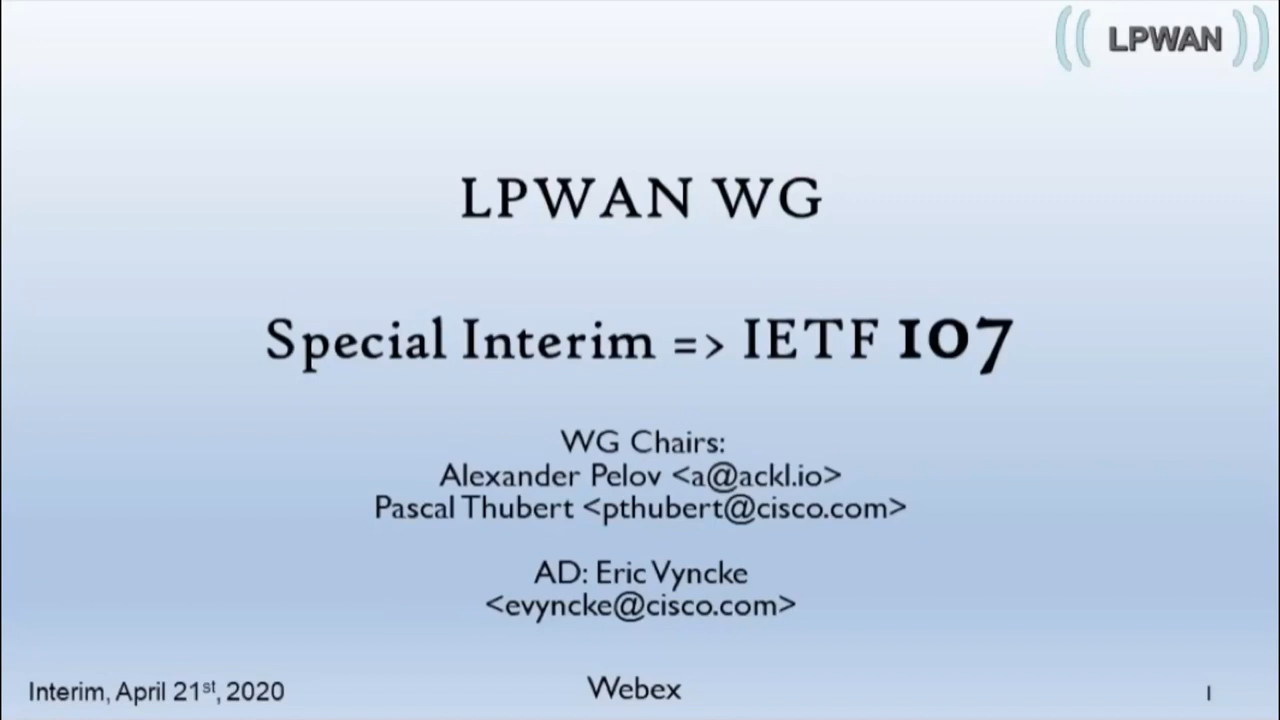 LPWAN
LPWAN WG
Special Interim => IETF 107
WG Chairs:
Alexander Pelov <a@ackl.io>
Pascal Thubert <pthubert@cisco.com>
AD: Eric Vyncke
<evyncke@cisco.com>
Interim, April 21st, 2020
Webex
1